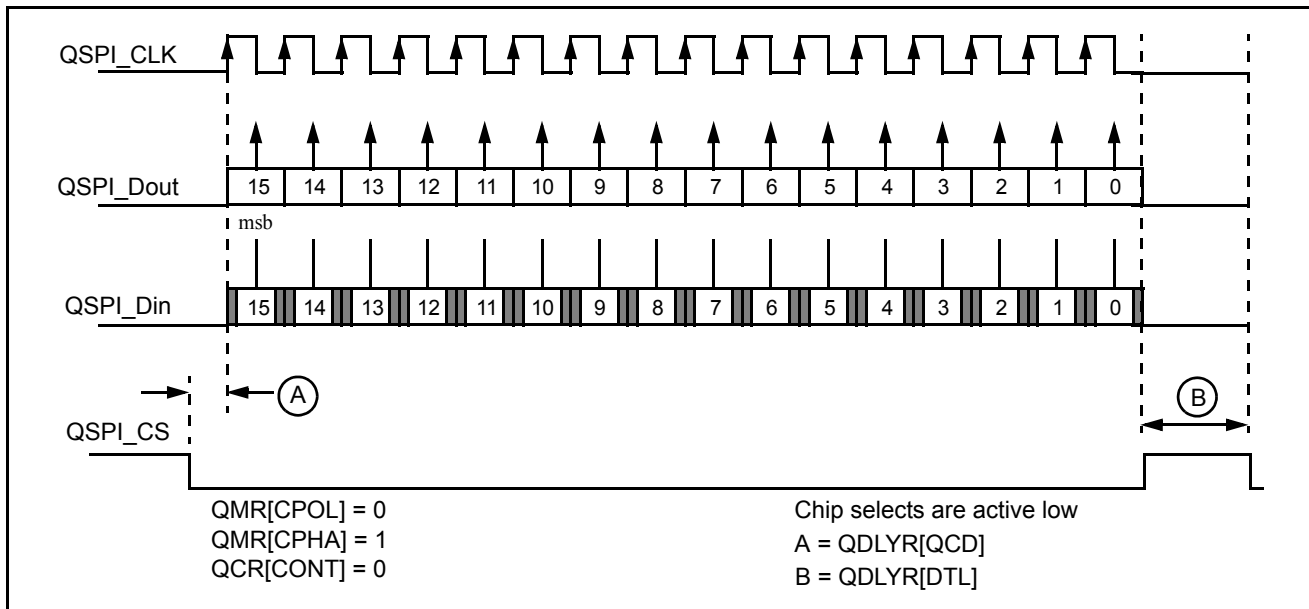 QSPI_CLK
QSPI_Dout
15 14 13 12 11 10 9 8 7 6 5 4 3 2 1 0
msb
QSPI_Din
15 14 13 12 11 10 9 8 7 6 5 4 3 2 1 0
A
B
QSPI_CS
QMR[CPOL] = 0
QMR[CPHA] = 1
QCR[CONT] = 0
Chip selects are active low
A = QDLYR[QCD]
B = QDLYR[DTL]